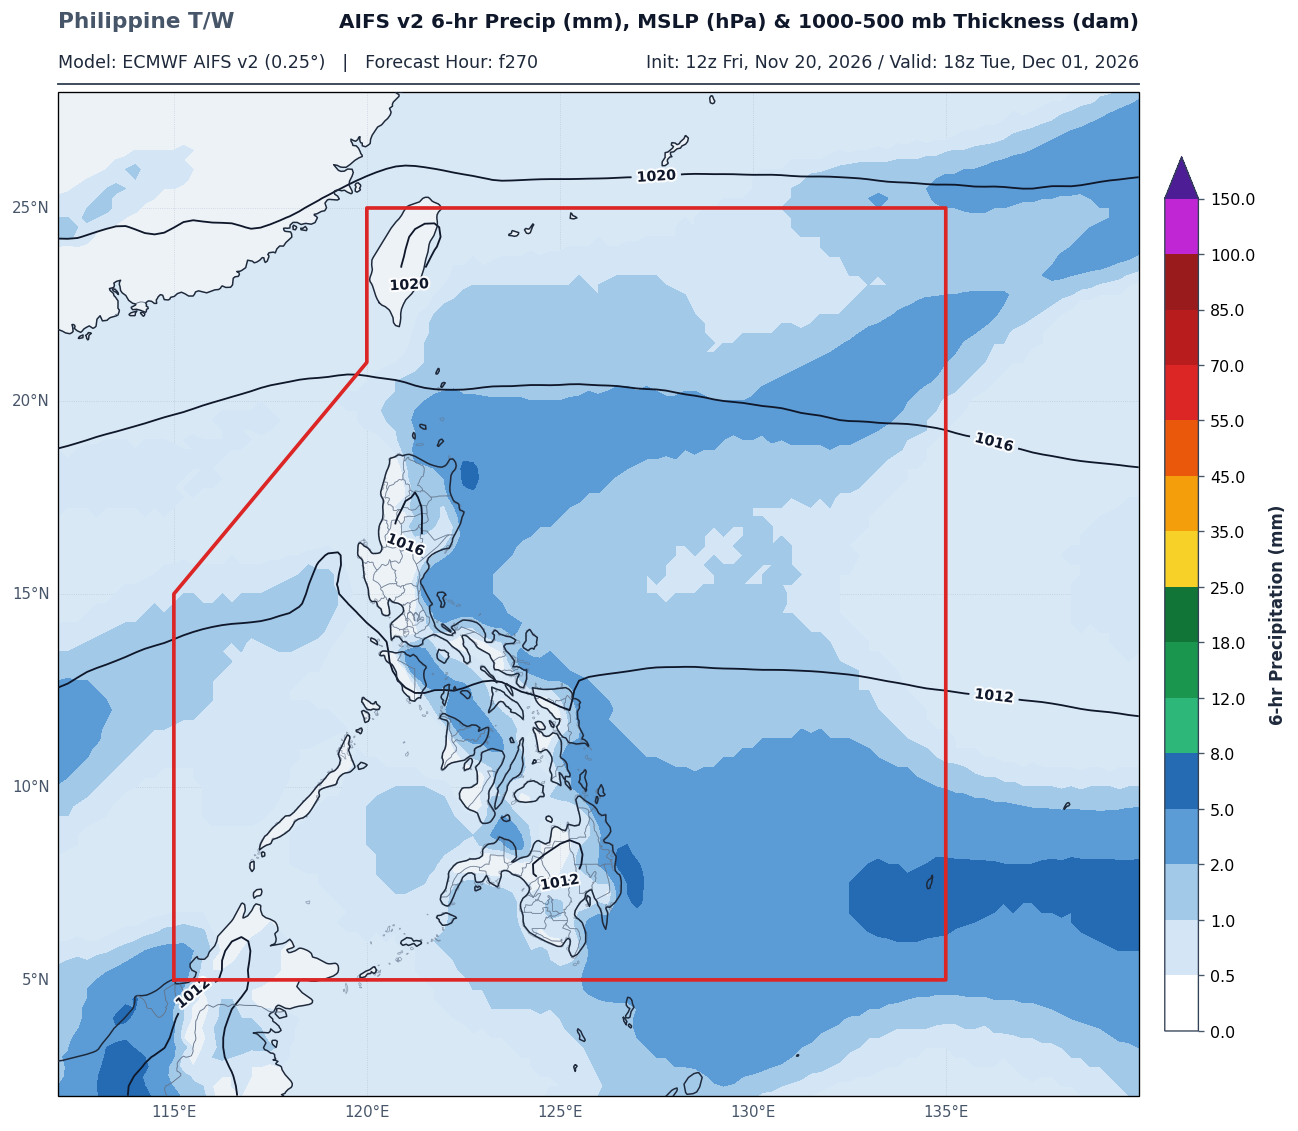 Philippine T/W
AIFS v2 6-hr Precip (mm), MSLP (hPa) & 1000-500 mb Thickness (dam)
Model: ECMWF AIFS v2 (0.25°)   |   Forecast Hour: f270
Init: 12z Fri, Nov 20, 2026 / Valid: 18z Tue, Dec 01, 2026
1020
25°N
1020
20°N
1016
1016
15°N
1012
10°N
1012
5°N
1012
115°E
120°E
125°E
130°E
135°E
150.0
100.0
85.0
70.0
55.0
45.0
35.0
25.0
18.0
12.0
8.0
5.0
2.0
1.0
0.5
0.0
6-hr Precipitation (mm)